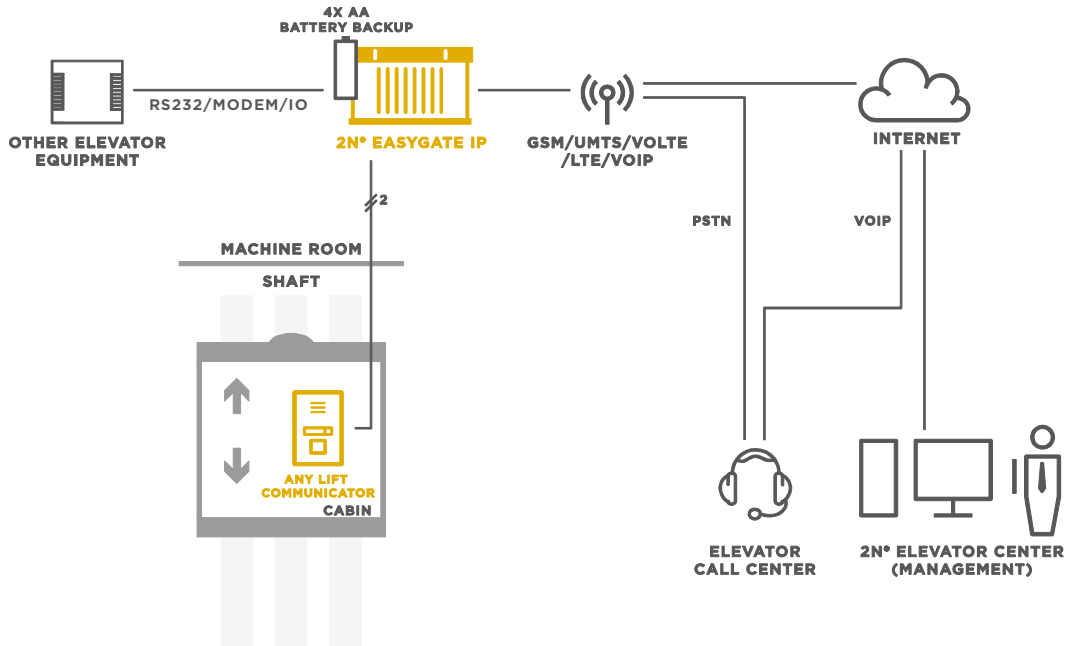 4X AA
BATTERY BACKUP
RS232/MODEM/IO
OTHER ELEVATOR
EQUIPMENT
2N® EASYGATE IP
GSM/UMTS/VOLTE
/LTE/VOIP
INTERNET
2
PSTN
VOIP
MACHINE ROOM
SHAFT
ANY LIFT
COMMUNICATOR
CABIN
ELEVATOR
CALL CENTER
2N® ELEVATOR CENTER
(MANAGEMENT)